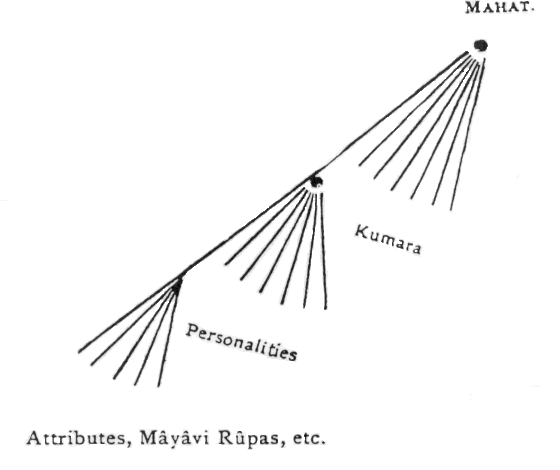 MAHAT.
Kumara
Personalities
Attributes, Mâyâvi Rûpas, etc.